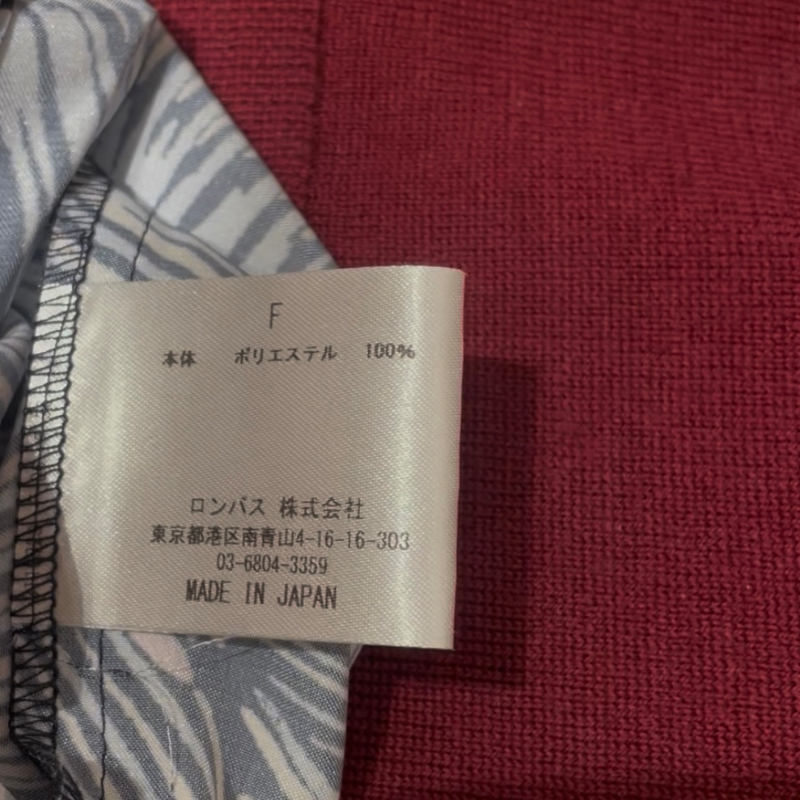 F
本体 ポリエステル 100%
ロンバス 株式会社
東京都港区南青山4-16-16-303
03-6804-3359
MADE IN JAPAN